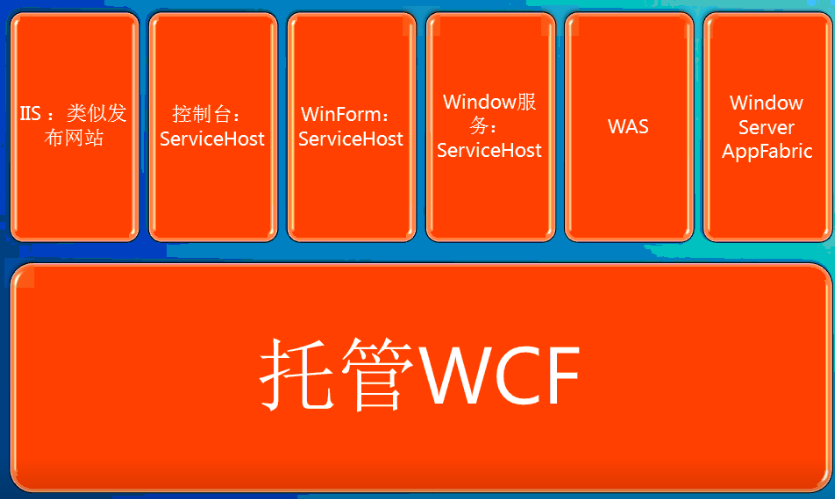 IIS：类似发
布网站
控制台：
ServiceHost
WinForm：
ServiceHost
Window服
务：
ServiceHost
WAS
Window
Server
AppFabric
托管WCF